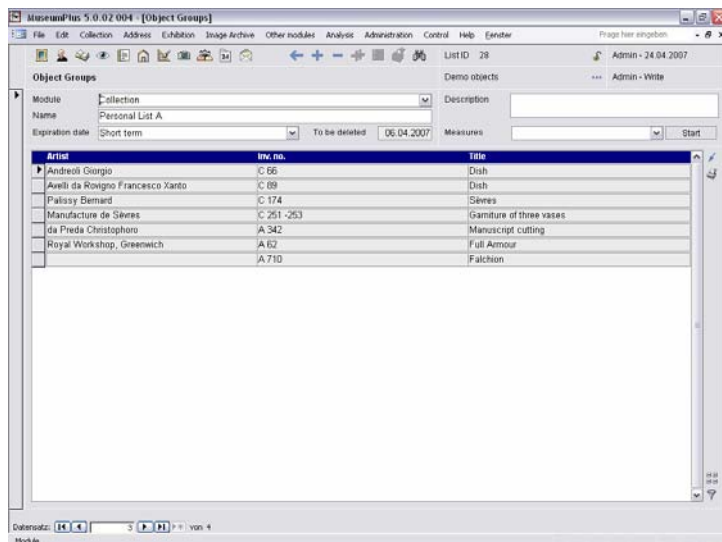 MuseumPlus 5.0.02 004 - [Object Groups]
File Edit Collection Address Exhibition Image Archive Other modules Analysis Administration Control Help Fenster Frage hier eingeben
ListID 28 Admin - 24.04.2007
Object Groups Demo objects Admin - Write
Module Collection Description
Name Personal List A
Expiration date Short term To be deleted 06.04.2007 Measures Start
Artist Inv. no. Title
Andreoli Giorgio C 66 Dish
Avelli da Rovigno Francesco Xanto C 89 Dish
Palissy Bernard C 174 Sèvres
Manufacture de Sèvres C 251 -253 Garniture of three vases
da Preda Christophoro A 342 Manuscript cutting
Royal Workshop, Greenwich A 62 Full Armour
A 710 Falchion
Datensatz: 3 von 4
Module